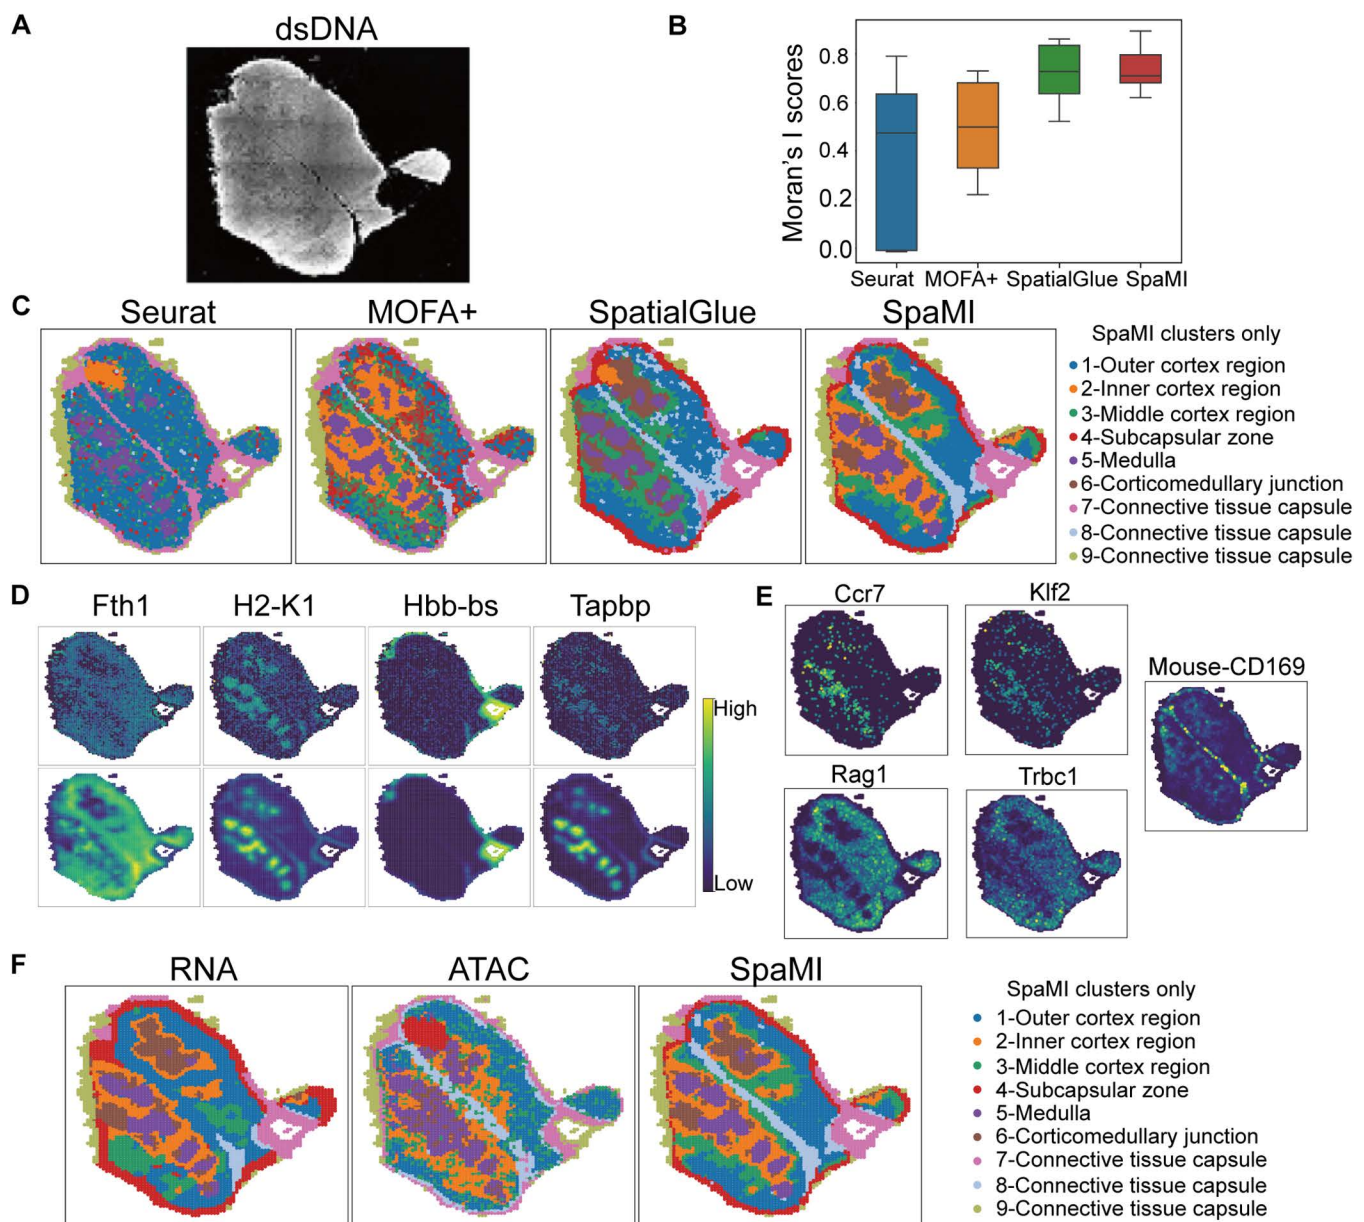 A
dsDNA
B
Moran's I scores
0.8
0.6
0.4
0.2
0.0
Seurat MOFA+ SpatialGlue SpaMI
C
Seurat MOFA+ SpatialGlue SpaMI
SpaMI clusters only
1-Outer cortex region
2-Inner cortex region
3-Middle cortex region
4-Subcapsular zone
5-Medulla
6-Corticomedullary junction
7-Connective tissue capsule
8-Connective tissue capsule
9-Connective tissue capsule
D
Fth1 H2-K1 Hbb-bs Tapbp
High
Low
E
Ccr7 Klf2
Mouse-CD169
Rag1 Trbc1
F
RNA ATAC SpaMI
SpaMI clusters only
1-Outer cortex region
2-Inner cortex region
3-Middle cortex region
4-Subcapsular zone
5-Medulla
6-Corticomedullary junction
7-Connective tissue capsule
8-Connective tissue capsule
9-Connective tissue capsule